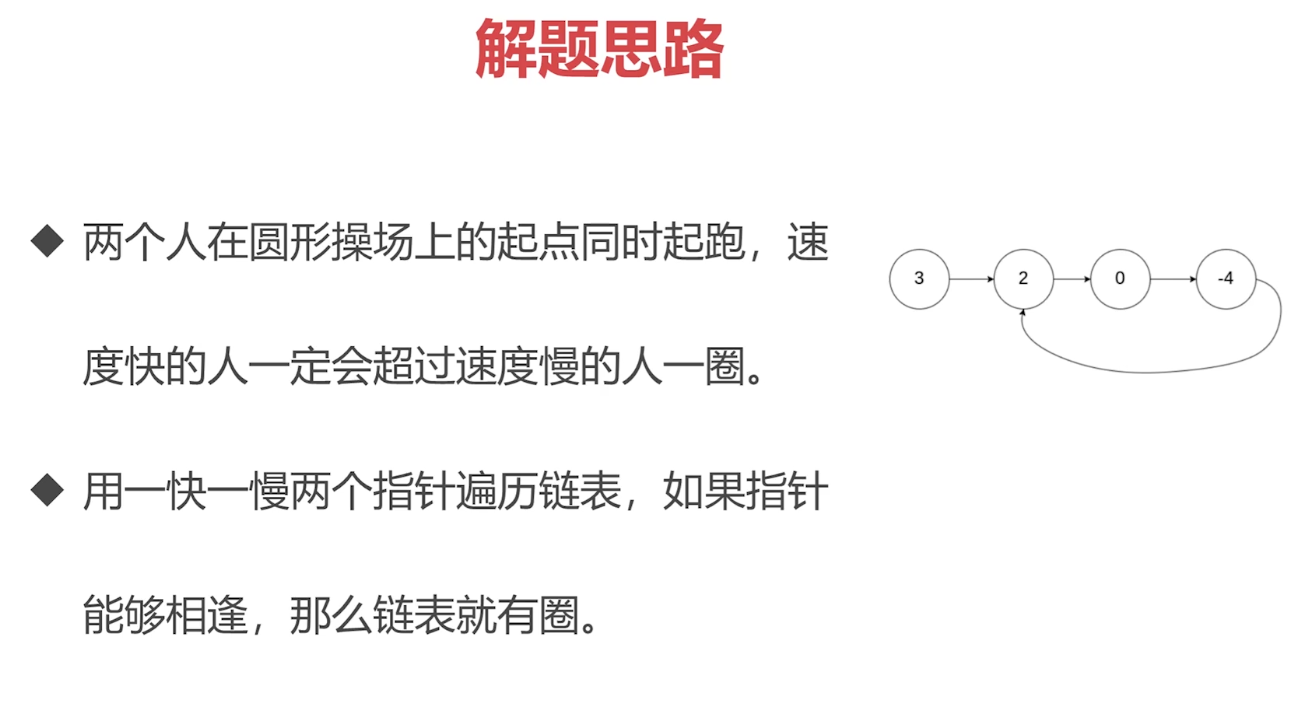 解题思路
◆ 两个人在圆形操场上的起点同时起跑，速
度快的人一定会超过速度慢的人一圈。
◆ 用一快一慢两个指针遍历链表，如果指针
能够相逢，那么链表就有圈。
3 2 0 -4